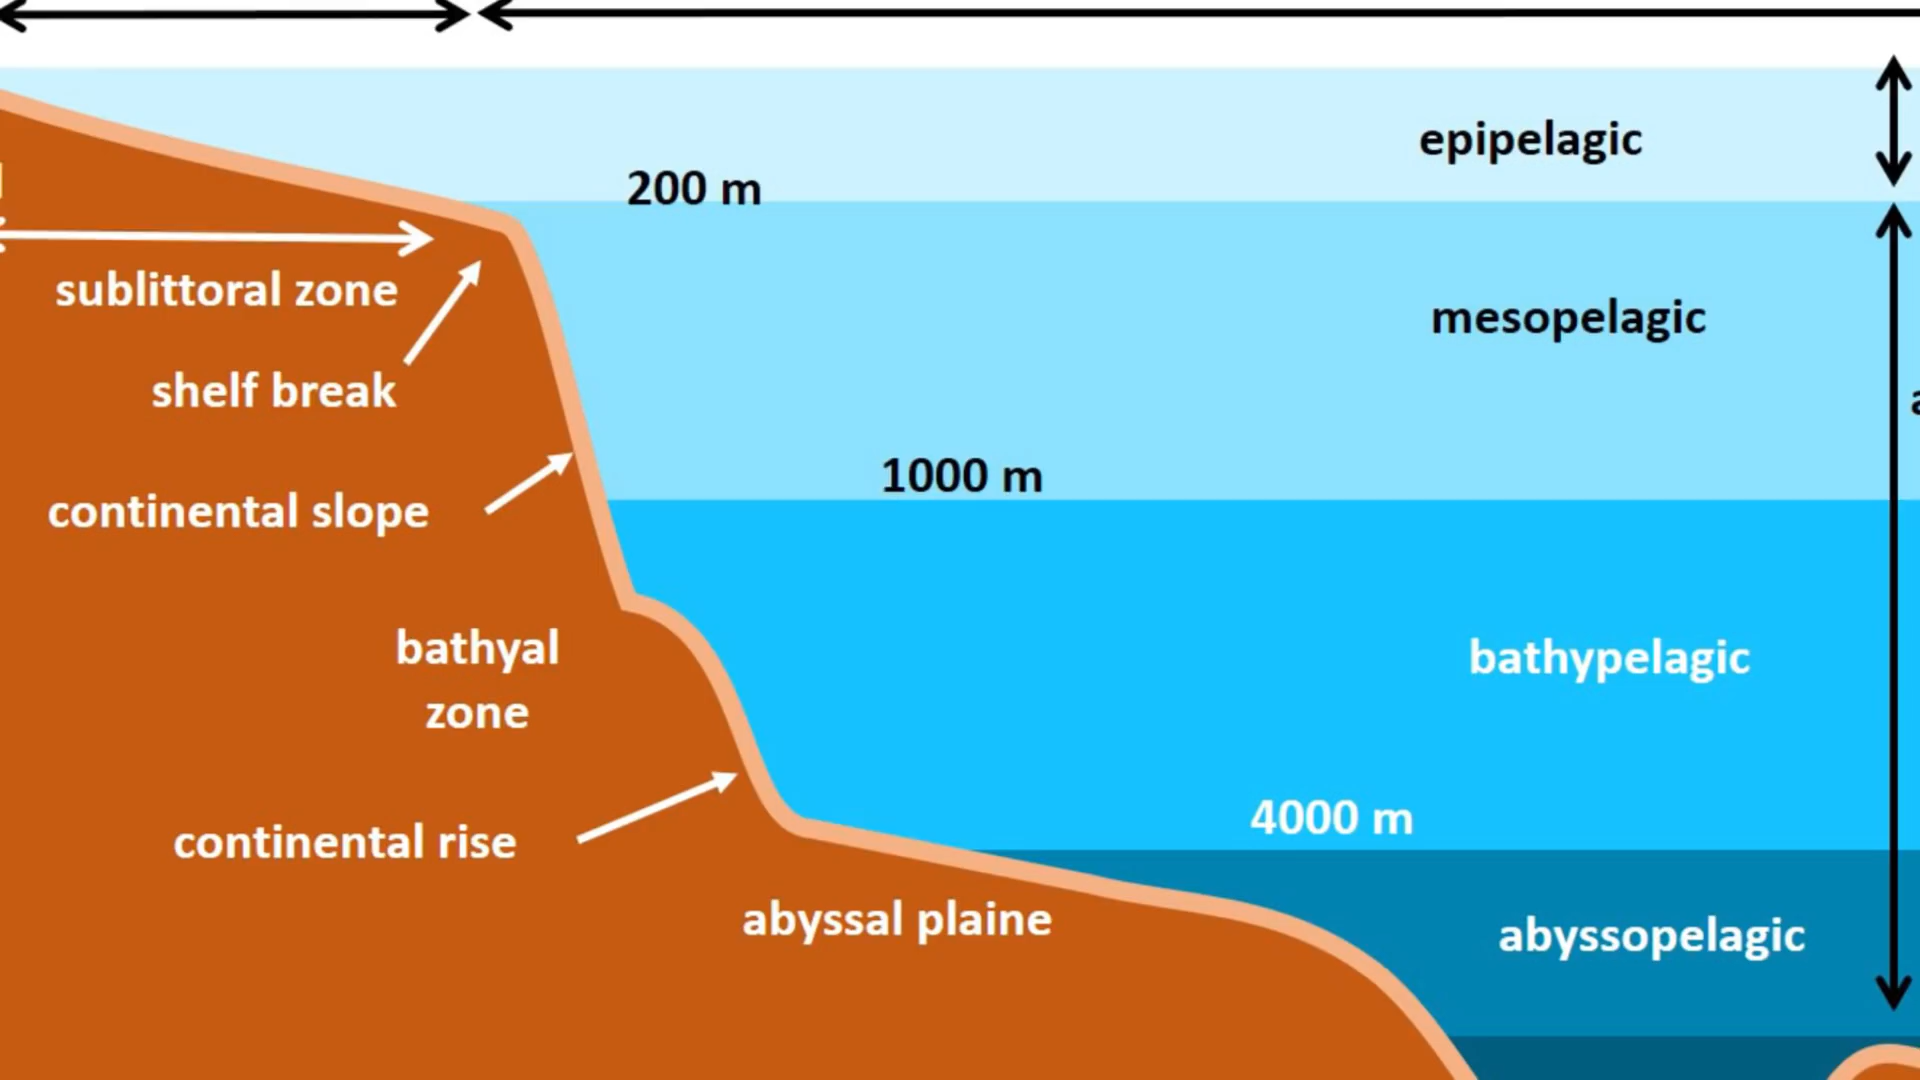 epipelagic
200 m
sublittoral zone
mesopelagic
shelf break
1000 m
continental slope
bathyal
zone
bathypelagic
4000 m
continental rise
abyssal plaine
abyssopelagic